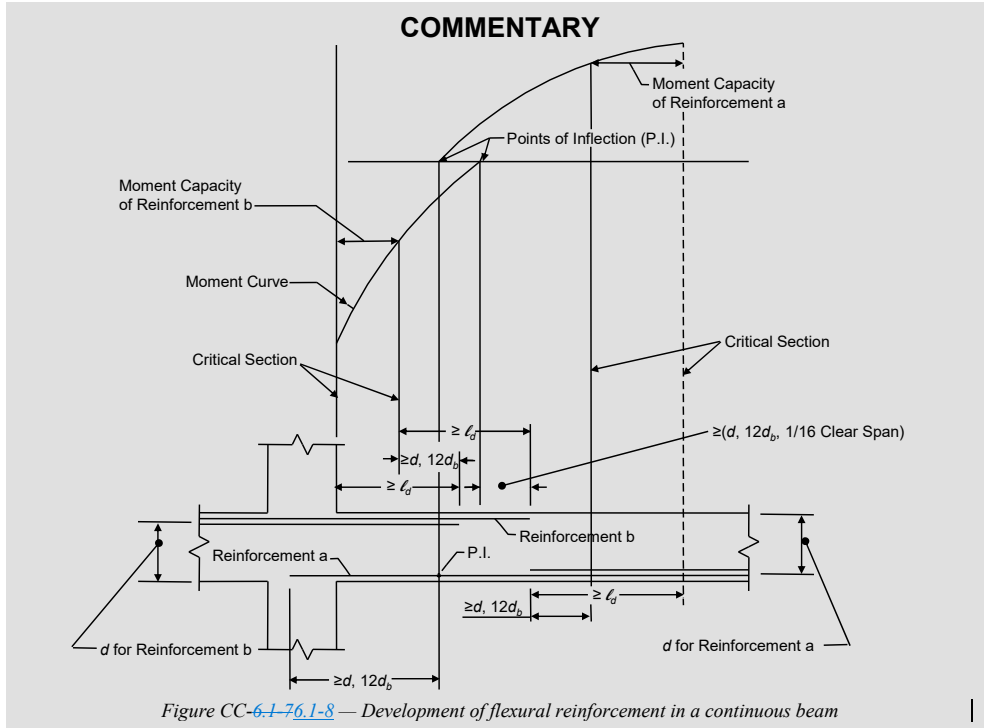 COMMENTARY
Moment Capacity
of Reinforcement a
Points of Inflection (P.I.)
Moment Capacity
of Reinforcement b
Moment Curve
Critical Section
Critical Section
≥ ℓd
≥(d, 12db, 1/16 Clear Span)
≥d, 12db
≥ ℓd
Reinforcement b
Reinforcement a
P.I.
≥ ℓd
≥d, 12db
d for Reinforcement b
d for Reinforcement a
≥d, 12db
Figure CC-6.1-76.1-8 — Development of flexural reinforcement in a continuous beam